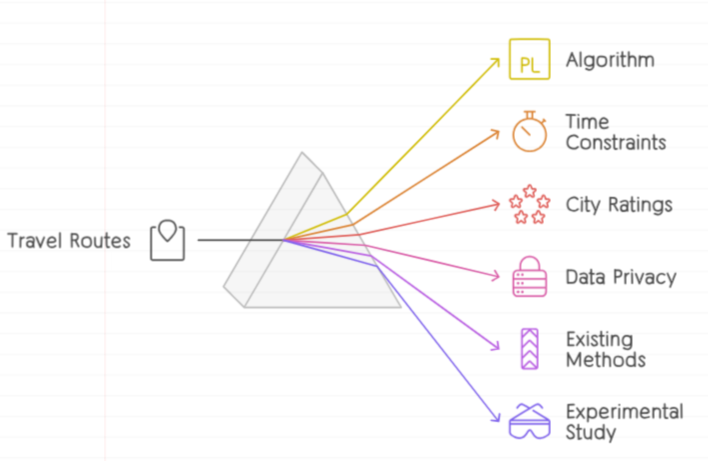 Travel Routes
PL
Algorithm
Time
Constraints
City Ratings
Data Privacy
Existing
Methods
Experimental
Study